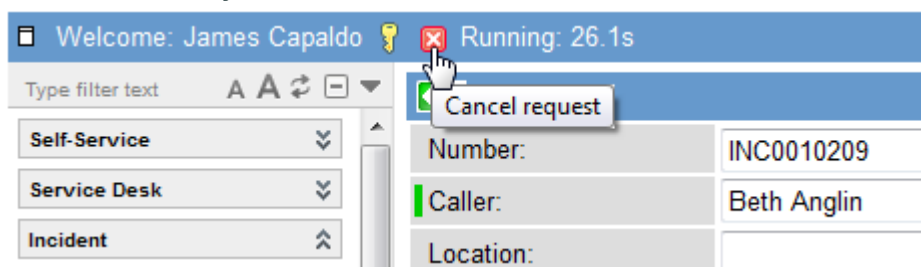 Welcome: James Capaldo Running: 26.1s
Type filter text A A
Cancel request
Self-Service
Number: INC0010209
Service Desk
Caller: Beth Anglin
Incident
Location: